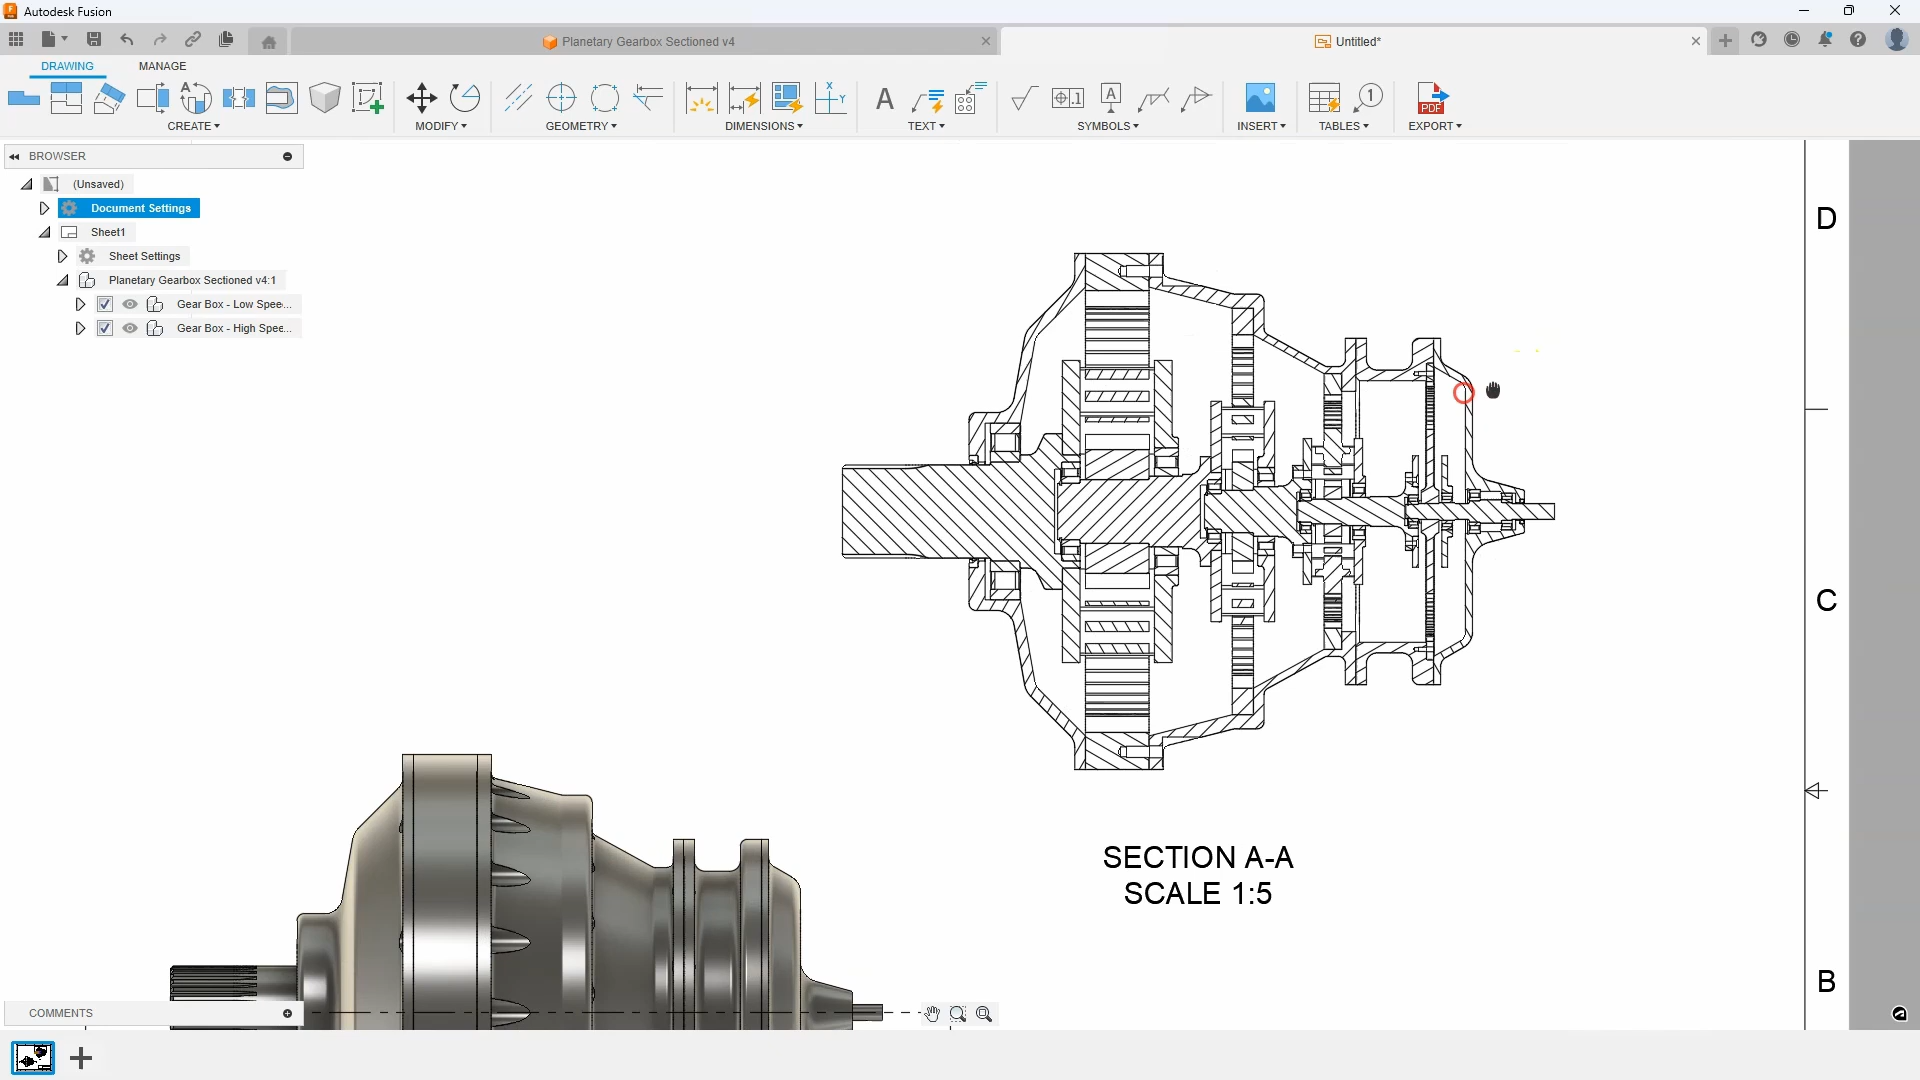 Autodesk Fusion
Planetary Gearbox Sectioned v4
Untitled*
DRAWING
MANAGE
CREATE
MODIFY
GEOMETRY
DIMENSIONS
TEXT
SYMBOLS
INSERT
TABLES
EXPORT
BROWSER
(Unsaved)
Document Settings
Sheet1
Sheet Settings
Planetary Gearbox Sectioned v4:1
Gear Box - Low Spee...
Gear Box - High Spee...
D
C
SECTION A-A
SCALE 1:5
B
COMMENTS